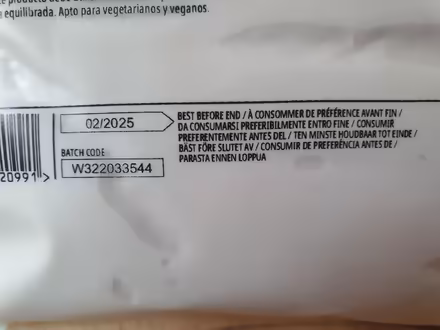 equilibrada. Apto para vegetarianos y veganos.
02/2025
BEST BEFORE END / À CONSOMMER DE PRÉFÉRENCE AVANT FIN /
DA CONSUMARSI PREFERIBILMENTE ENTRO FINE / CONSUMIR
PREFERENTEMENTE ANTES DEL / TEN MINSTE HOUDBAAR TOT EINDE /
BÄST FÖRE SLUTET AV / CONSUMIR DE PREFERÊNCIA ANTES DE /
PARASTA ENNEN LOPPUA
BATCH CODE
W322033544
20991 >